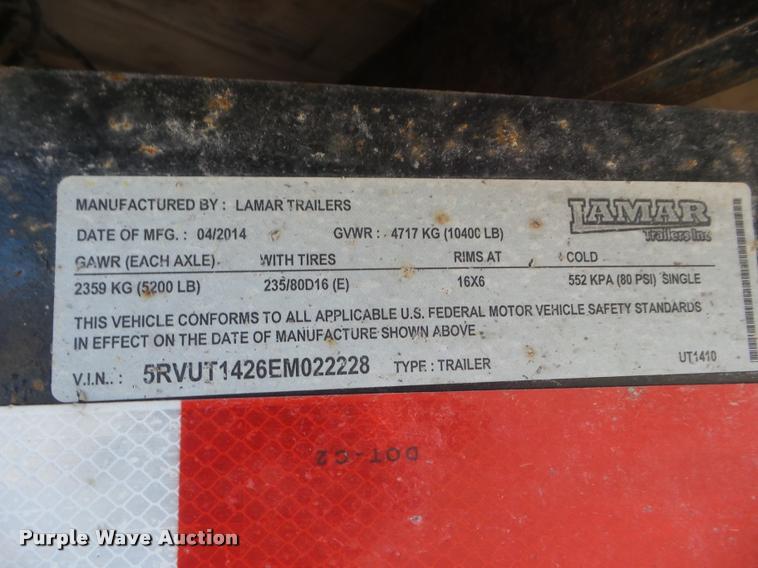 MANUFACTURED BY : LAMAR TRAILERS
LAMAR
Trailers Inc
DATE OF MFG. : 04/2014 GVWR : 4717 KG (10400 LB)
GAWR (EACH AXLE) WITH TIRES RIMS AT COLD
2359 KG (5200 LB) 235/80D16 (E) 16X6 552 KPA (80 PSI) SINGLE
THIS VEHICLE CONFORMS TO ALL APPLICABLE U.S. FEDERAL MOTOR VEHICLE SAFETY STANDARDS
IN EFFECT ON THE DATE OF MANUFACTURE SHOWN ABOVE
V.I.N.. : 5RVUT1426EM022228 TYPE : TRAILER UT1410
DOT-C2
Purple Wave Auction